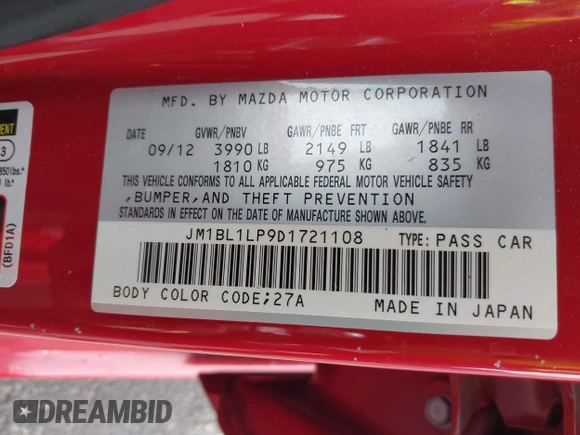 MFD. BY MAZDA MOTOR CORPORATION
DATE GVWR/PNBV GAWR/PNBE FRT GAWR/PNBE RR
09/12 3990 LB 2149 LB 1841 LB
1810 KG 975 KG 835 KG
THIS VEHICLE CONFORMS TO ALL APPLICABLE FEDERAL MOTOR VEHICLE SAFETY
,BUMPER,AND THEFT PREVENTION
STANDARDS IN EFFECT ON THE DATE OF MANUFACTURE SHOWN ABOVE.
JM1BL1LP9D1721108 TYPE: PASS CAR
BODY COLOR CODE;27A MADE IN JAPAN
3
850lbs.*
(BFD1A)
DREAMBID